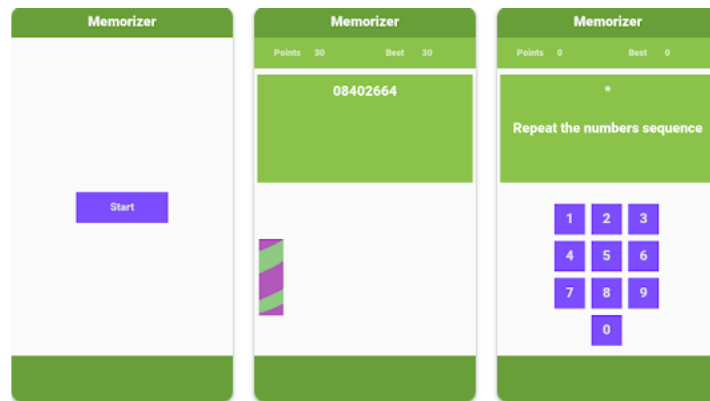 Memorizer
Start
Memorizer
Points 30 Best 30
08402664
Memorizer
Points 0 Best 0
*
Repeat the numbers sequence
1 2 3
4 5 6
7 8 9
0